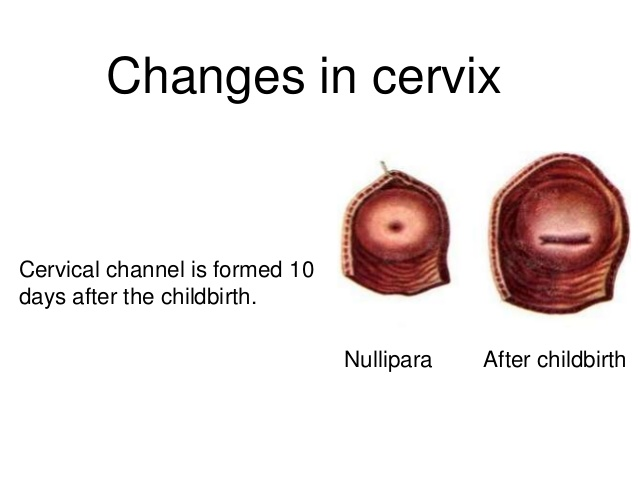 Changes in cervix
Cervical channel is formed 10
days after the childbirth.
Nullipara
After childbirth